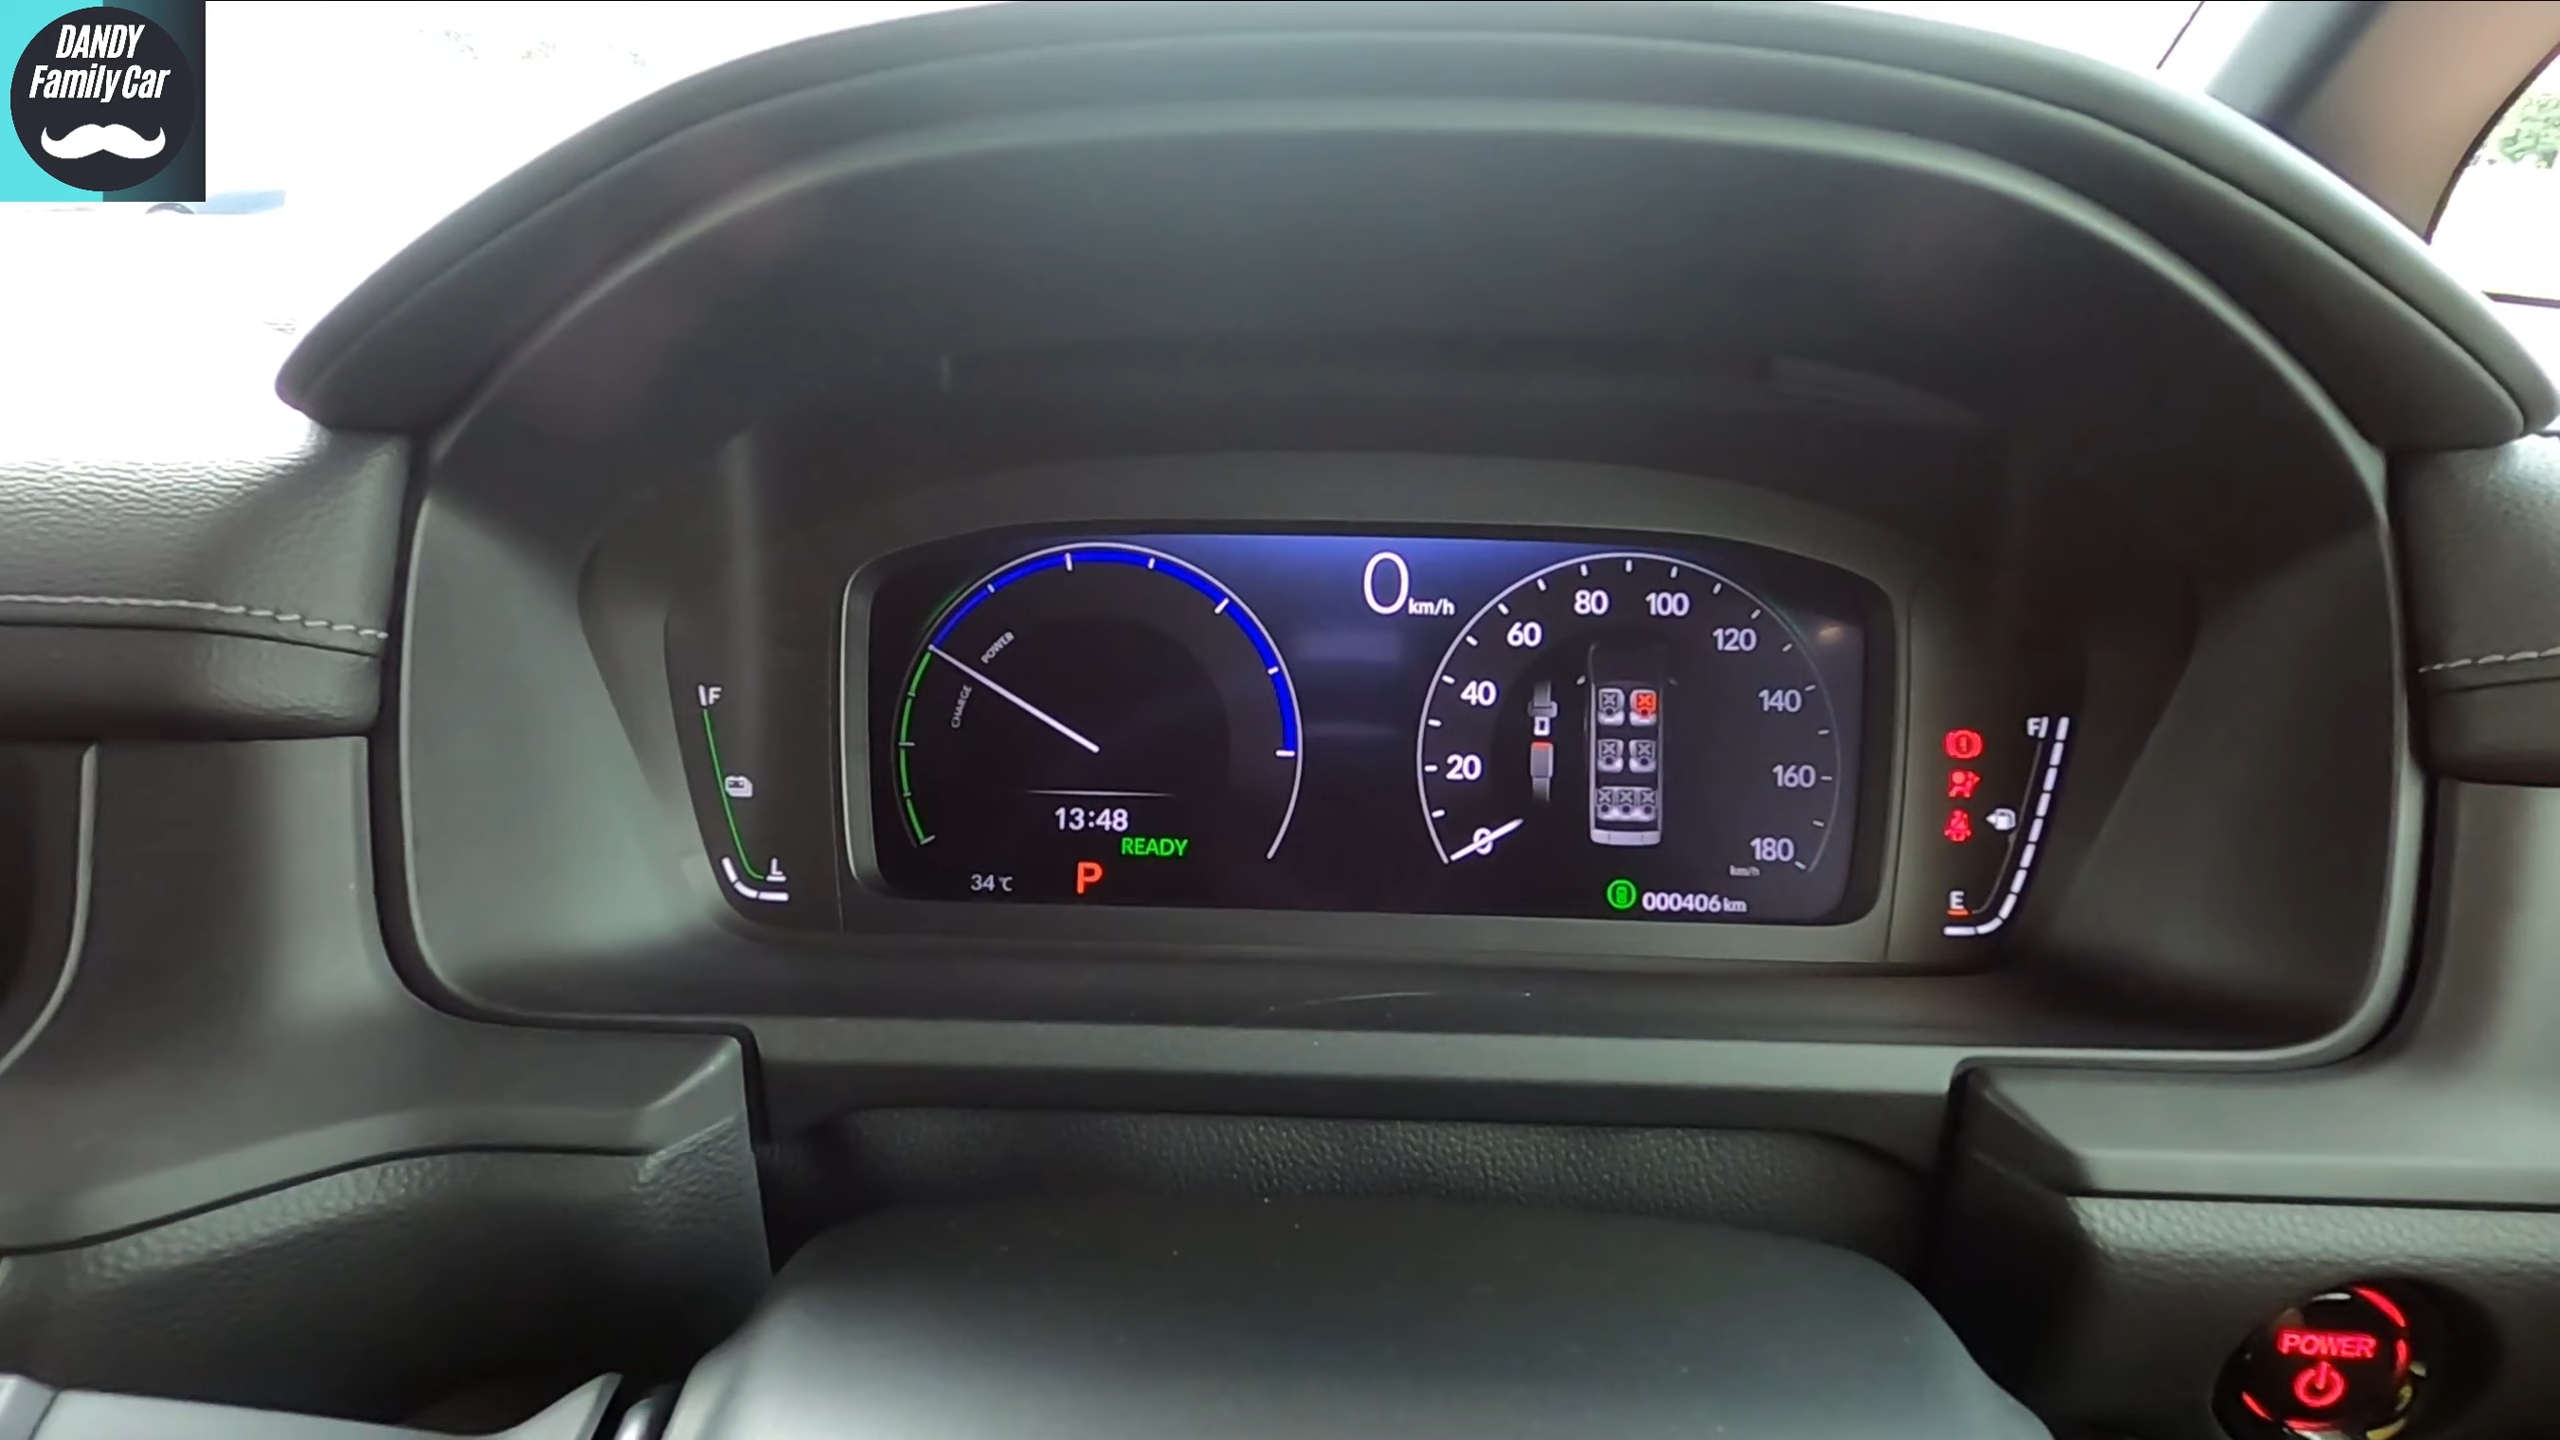 DANDY
Family Car
0 km/h
POWER
CHARGE
13:48
READY
34℃
P
F
L
0
20
40
60
80
100
120
140
160
180
km/h
000406 km
F
E
POWER